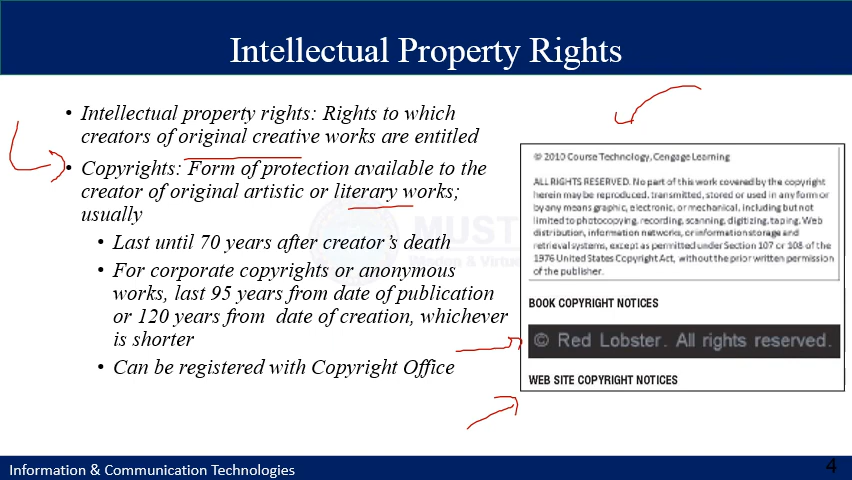 Intellectual Property Rights
• Intellectual property rights: Rights to which
creators of original creative works are entitled
• Copyrights: Form of protection available to the
creator of original artistic or literary works;
usually
• Last until 70 years after creator's death
• For corporate copyrights or anonymous
works, last 95 years from date of publication
or 120 years from date of creation, whichever
is shorter
• Can be registered with Copyright Office
MUST
Wisdom & Virtue
© 2010 Course Technology, Cengage Learning
ALL RIGHTS RESERVED. No part of this work covered by the copyright
herein may be reproduced, transmitted, stored or used in any form or
by any means graphic, electronic, or mechanical, including but not
limited to photocopying, recording, scanning, digitizing, taping, Web
distribution, information networks, or information storage and
retrieval systems, except as permitted under Section 107 or 108 of the
1976 United States Copyright Act, without the prior written permission
of the publisher.
BOOK COPYRIGHT NOTICES
© Red Lobster. All rights reserved.
WEB SITE COPYRIGHT NOTICES
Information & Communication Technologies
4